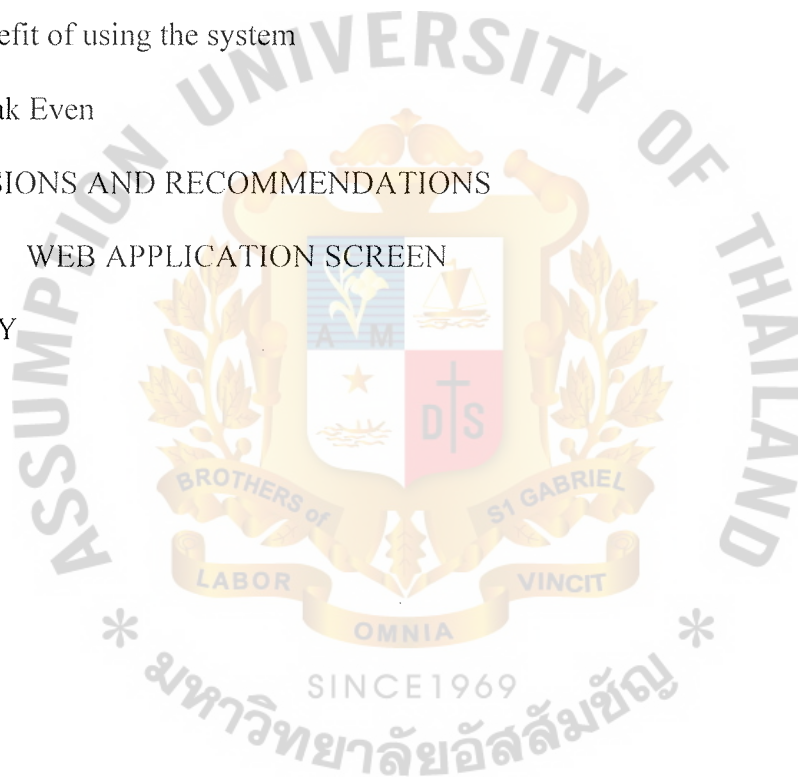 efit of using the system
ak Even
SIONS AND RECOMMENDATIONS
WEB APPLICATION SCREEN
Y
ASSUMPTION UNIVERSITY OF THAILAND
A M
D S
BROTHERS of ST GABRIEL
LABOR OMNIA VINCIT
SINCE1969
* มหาวิทยาลัยอัสสัมชัญ *